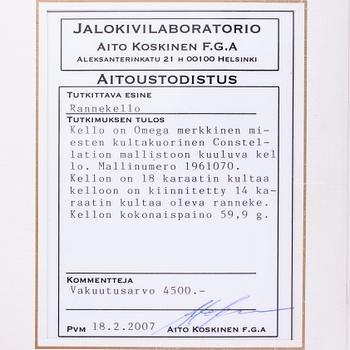 JALOKIVILABORATORIO
AITO KOSKINEN F.G.A
ALEKSANTERINKATU 21 H 00100 HELSINKI
AITOUSTODISTUS
TUTKITTAVA ESINE
Rannekello
TUTKIMUKSEN TULOS
Kello on Omega merkkinen mi-
esten kultakuorinen Constel-
lation mallistoon kuuluva kel
lo. Mallinumero 1961070.
Kello on 18 karaatin kultaa
kelloon on kiinnitetty 14 ka-
raatin kultaa oleva ranneke.
Kellon kokonaispaino 59,9 g.
KOMMENTTEJA
Vakuutusarvo 4500.-
PVM 18.2.2007 AITO KOSKINEN F.G.A